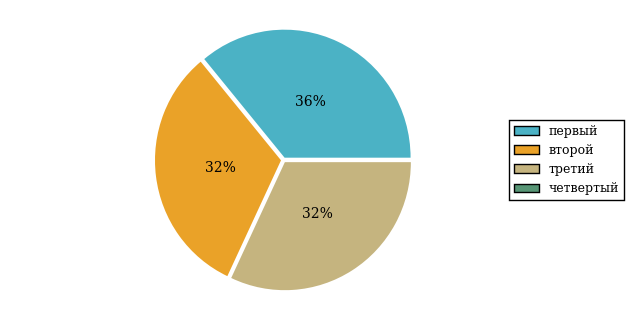 36%
32%
32%
первый
второй
третий
четвертый